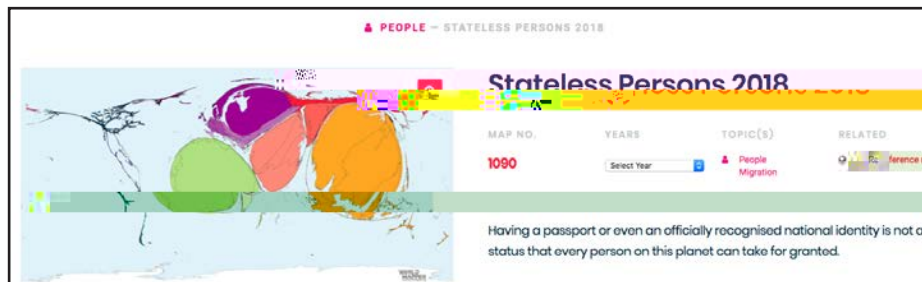 PEOPLE — STATELESS PERSONS 2018
Stateless Persons 2018
MAP NO.
YEARS
TOPIC(S)
RELATED
1090
Select Year
People
Migration
Having a passport or even an officially recognised national identity is not a
status that every person on this planet can take for granted.
WORLD
MAPPER